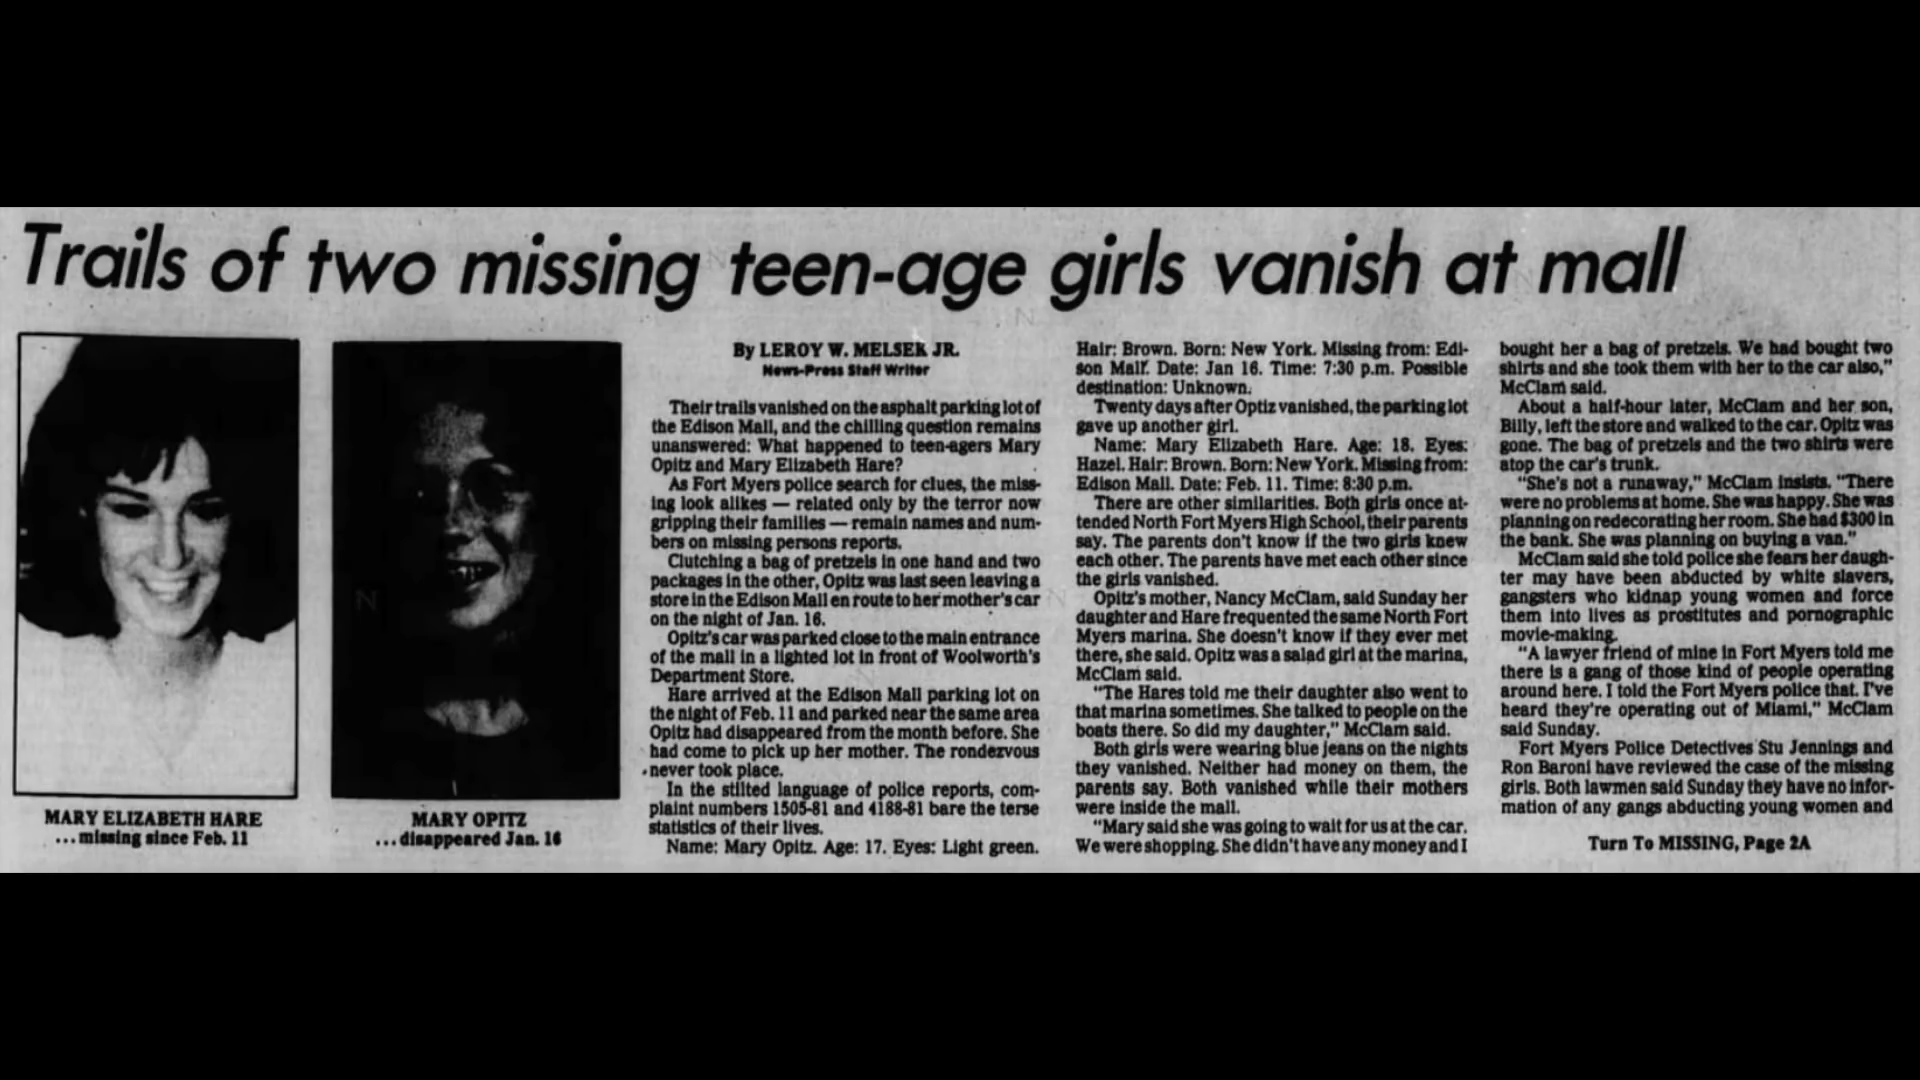 Trails of two missing teen-age girls vanish at mall
MARY ELIZABETH HARE
...missing since Feb. 11
MARY OPITZ
...disappeared Jan. 16
By LEROY W. MELSEK JR.
News-Press Staff Writer
Their trails vanished on the asphalt parking lot of
the Edison Mall, and the chilling question remains
unanswered: What happened to teen-agers Mary
Opitz and Mary Elizabeth Hare?
As Fort Myers police search for clues, the miss-
ing look alikes — related only by the terror now
gripping their families — remain names and num-
bers on missing persons reports.
Clutching a bag of pretzels in one hand and two
packages in the other, Opitz was last seen leaving a
store in the Edison Mall en route to her mother's car
on the night of Jan. 16.
Opitz's car was parked close to the main entrance
of the mall in a lighted lot in front of Woolworth's
Department Store.
Hare arrived at the Edison Mall parking lot on
the night of Feb. 11 and parked near the same area
Opitz had disappeared from the month before. She
had come to pick up her mother. The rondezvous
never took place.
In the stilted language of police reports, com-
plaint numbers 1505-81 and 4188-81 bare the terse
statistics of their lives.
Name: Mary Opitz. Age: 17. Eyes: Light green.
Hair: Brown. Born: New York. Missing from: Edi-
son Mall. Date: Jan 16. Time: 7:30 p.m. Possible
destination: Unknown.
Twenty days after Optiz vanished, the parking lot
gave up another girl.
Name: Mary Elizabeth Hare. Age: 18. Eyes:
Hazel. Hair: Brown. Born: New York. Missing from:
Edison Mall. Date: Feb. 11. Time: 8:30 p.m.
There are other similarities. Both girls once at-
tended North Fort Myers High School, their parents
say. The parents don't know if the two girls knew
each other. The parents have met each other since
the girls vanished.
Opitz's mother, Nancy McClam, said Sunday her
daughter and Hare frequented the same North Fort
Myers marina. She doesn't know if they ever met
there, she said. Opitz was a salad girl at the marina,
McClam said.
"The Hares told me their daughter also went to
that marina sometimes. She talked to people on the
boats there. So did my daughter," McClam said.
Both girls were wearing blue jeans on the nights
they vanished. Neither had money on them, the
parents say. Both vanished while their mothers
were inside the mall.
"Mary said she was going to wait for us at the car.
We were shopping. She didn't have any money and I
bought her a bag of pretzels. We had bought two
shirts and she took them with her to the car also,"
McClam said.
About a half-hour later, McClam and her son,
Billy, left the store and walked to the car. Opitz was
gone. The bag of pretzels and the two shirts were
atop the car's trunk.
"She's not a runaway," McClam insists. "There
were no problems at home. She was happy. She was
planning on redecorating her room. She had $300 in
the bank. She was planning on buying a van."
McClam said she told police she fears her daugh-
ter may have been abducted by white slavers,
gangsters who kidnap young women and force
them into lives as prostitutes and pornographic
movie-making.
"A lawyer friend of mine in Fort Myers told me
there is a gang of those kind of people operating
around here. I told the Fort Myers police that. I've
heard they're operating out of Miami," McClam
said Sunday.
Fort Myers Police Detectives Stu Jennings and
Ron Baroni have reviewed the case of the missing
girls. Both lawmen said Sunday they have no infor-
mation of any gangs abducting young women and
Turn To MISSING, Page 2A